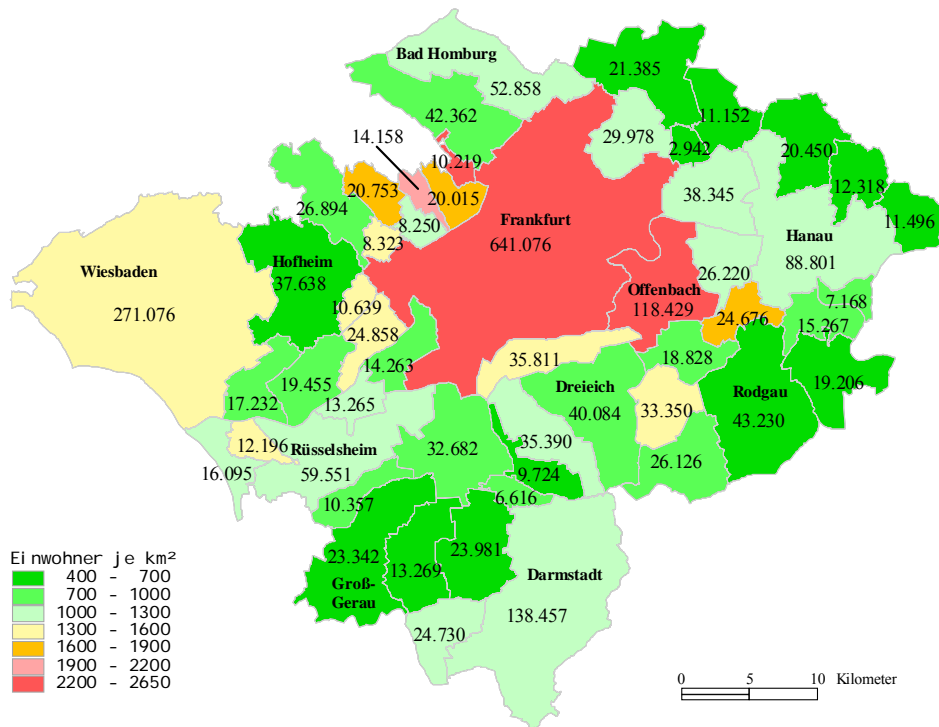 Bad Homburg
52.858
21.385
42.362
11.152
14.158
29.978
2.942
20.450
10.219
20.753
20.015
38.345
12.318
26.894
8.250
Frankfurt
11.496
8.323
641.076
Hanau
Wiesbaden
Hofheim
26.220
88.801
37.638
Offenbach
7.168
271.076
10.639
118.429
24.676
15.267
24.858
35.811
18.828
14.263
19.455
Dreieich
19.206
17.232
13.265
40.084
33.350
Rodgau
43.230
12.196
Rüsselsheim
32.682
35.390
26.126
16.095
59.551
9.724
10.357
6.616
23.342
23.981
13.269
Groß-
Gerau
Darmstadt
138.457
24.730
Einwohner je km²
400 - 700
700 - 1000
1000 - 1300
1300 - 1600
1600 - 1900
1900 - 2200
2200 - 2650
0 5 10 Kilometer